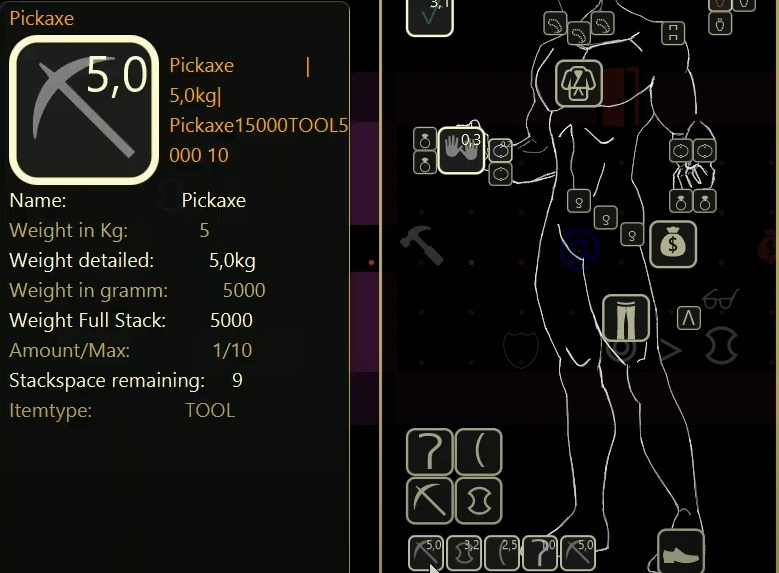 Pickaxe
5,0
Pickaxe |
5,0kg|
Pickaxe15000TOOL5
000 10
Name: Pickaxe
Weight in Kg: 5
Weight detailed: 5,0kg
Weight in gramm: 5000
Weight Full Stack: 5000
Amount/Max: 1/10
Stackspace remaining: 9
Itemtype: TOOL
3,1
0,3
@
$
5,0
3,2
2,5
1,0
5,0